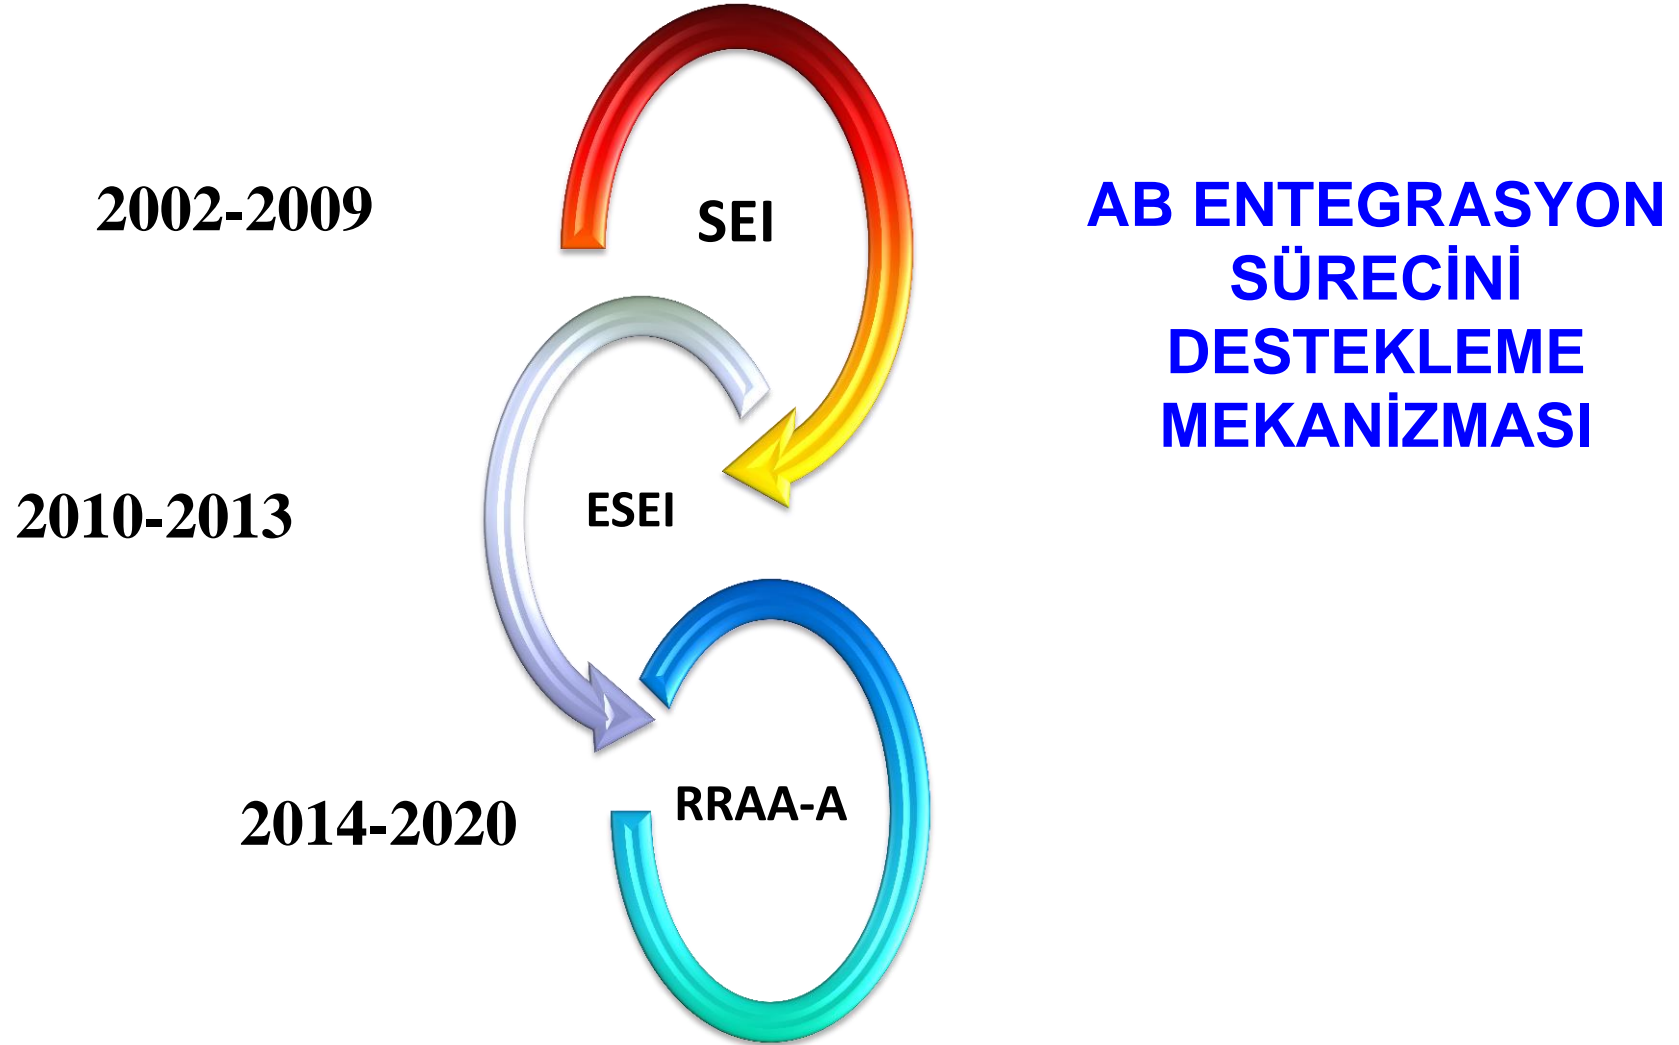 2002-2009
SEI
AB ENTEGRASYON
SÜRECİNİ
DESTEKLEME
MEKANİZMASI
2010-2013
ESEI
2014-2020
RRAA-A